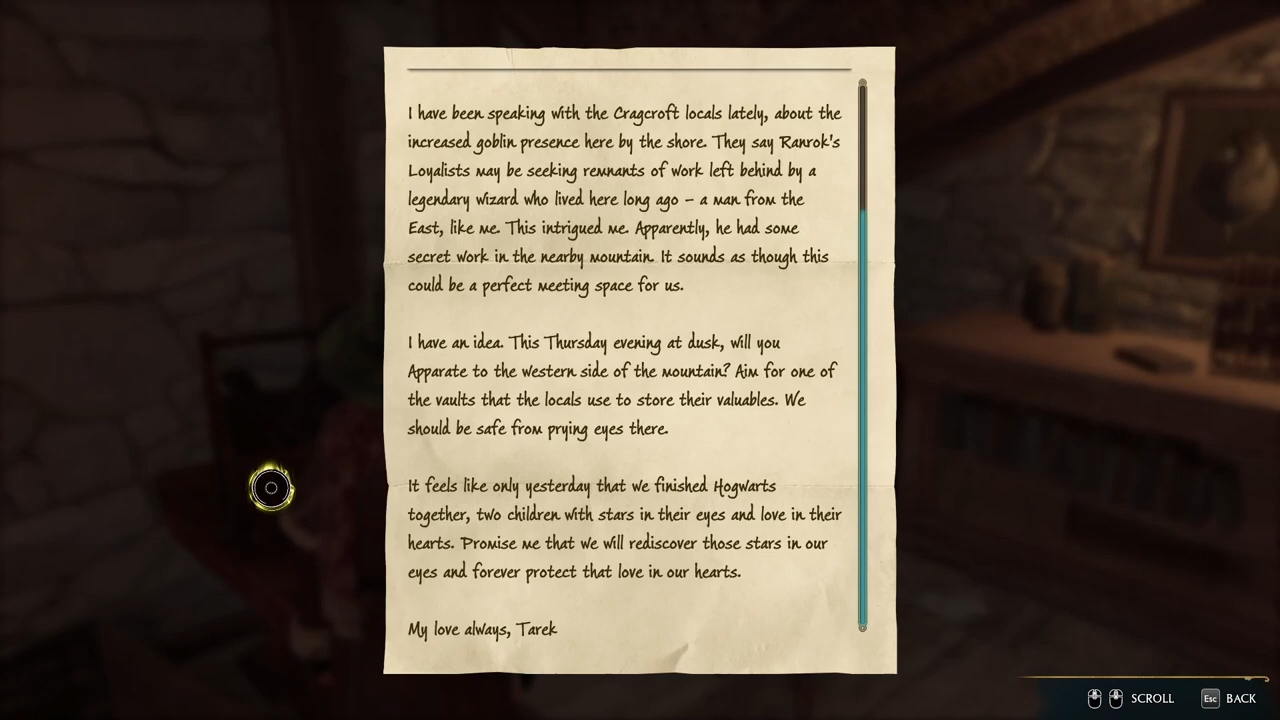 I have been speaking with the Cragcroft locals lately, about the
increased goblin presence here by the shore. They say Ranrok's
Loyalists may be seeking remnants of work left behind by a
legendary wizard who lived here long ago – a man from the
East, like me. This intrigued me. Apparently, he had some
secret work in the nearby mountain. It sounds as though this
could be a perfect meeting space for us.
I have an idea. This Thursday evening at dusk, will you
Apparate to the western side of the mountain? Aim for one of
the vaults that the locals use to store their valuables. We
should be safe from prying eyes there.
It feels like only yesterday that we finished Hogwarts
together, two children with stars in their eyes and love in their
hearts. Promise me that we will rediscover those stars in our
eyes and forever protect that love in our hearts.
My love always, Tarek
SCROLL Esc BACK